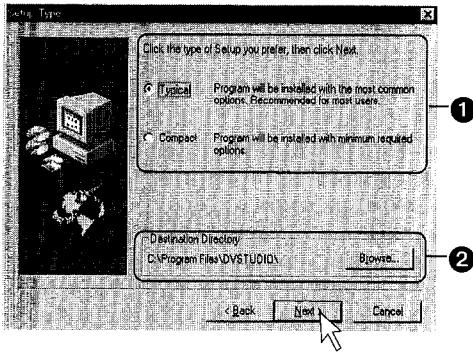 Setup Type
Click the type of Setup you prefer, then click Next.
Typical Program will be installed with the most common
options. Recommended for most users.
Compact Program will be installed with minimum required
options.
1
Destination Directory
C:\Program Files\DVSTUDIO\
Browse...
2
< Back Next > Cancel